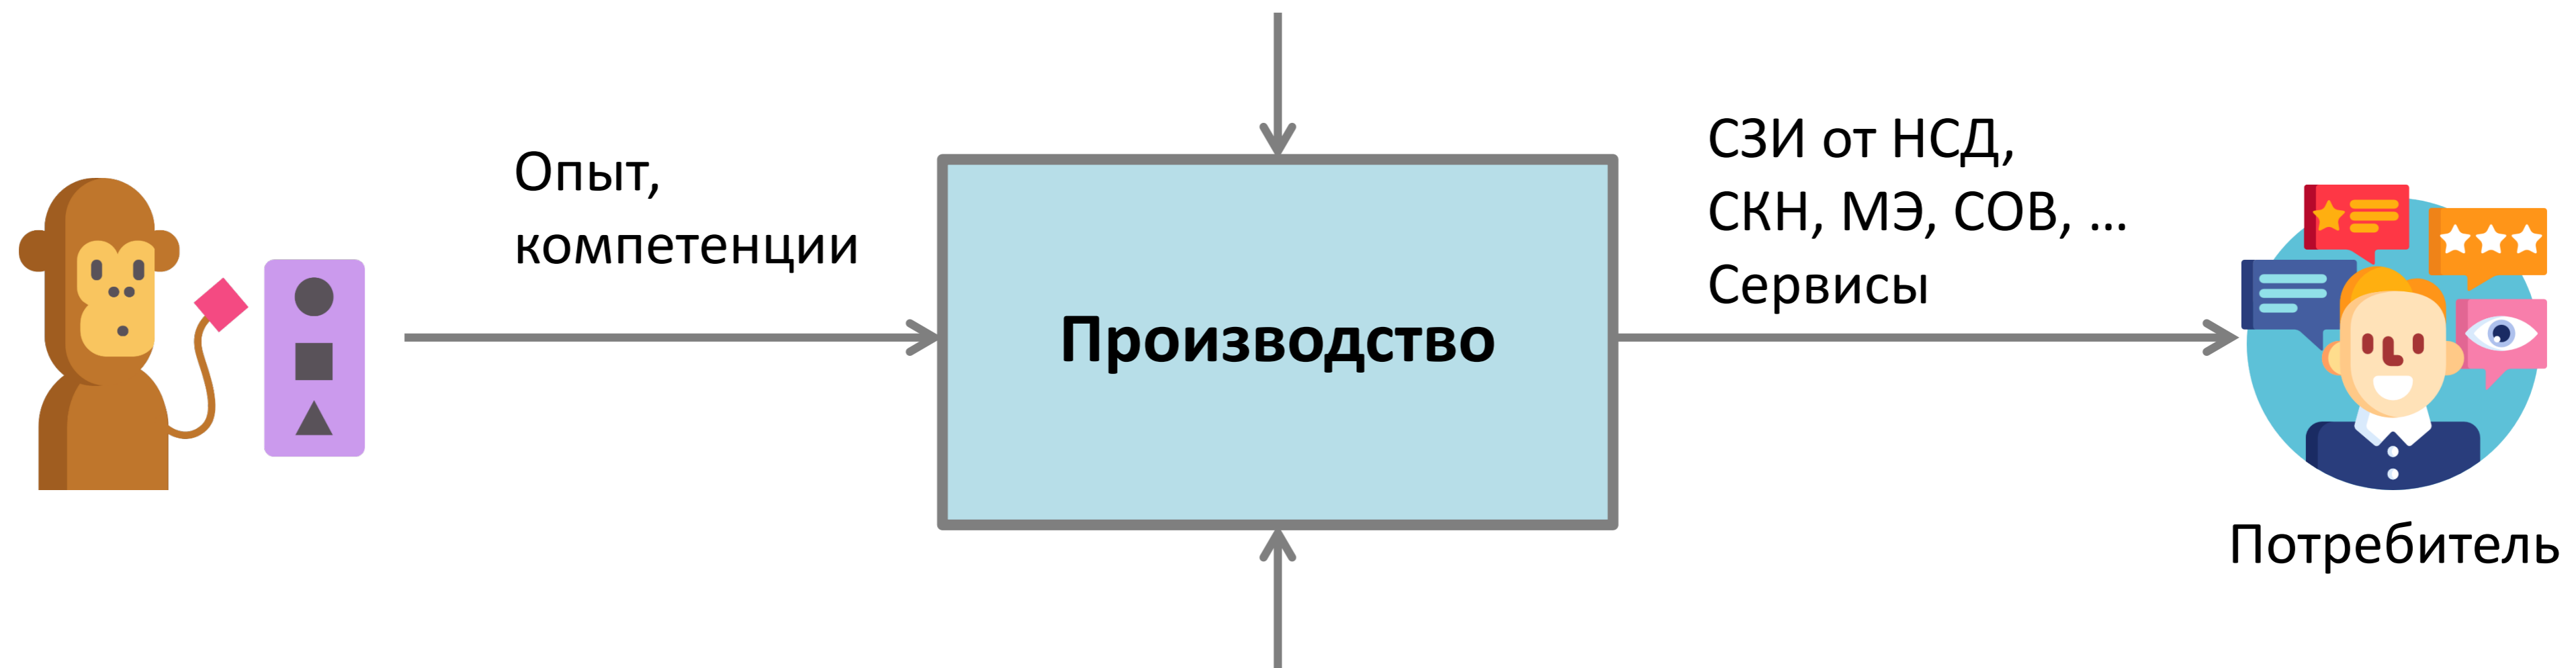 Опыт,
компетенции
Производство
СЗИ от НСД,
СКН, МЭ, СОВ, ...
Сервисы
Потребитель